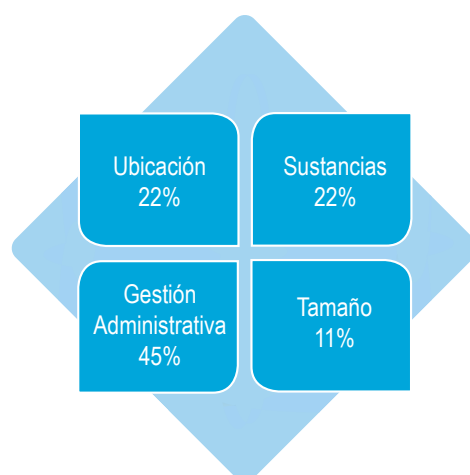 Ubicación
22%
Sustancias
22%
Gestión
Administrativa
45%
Tamaño
11%